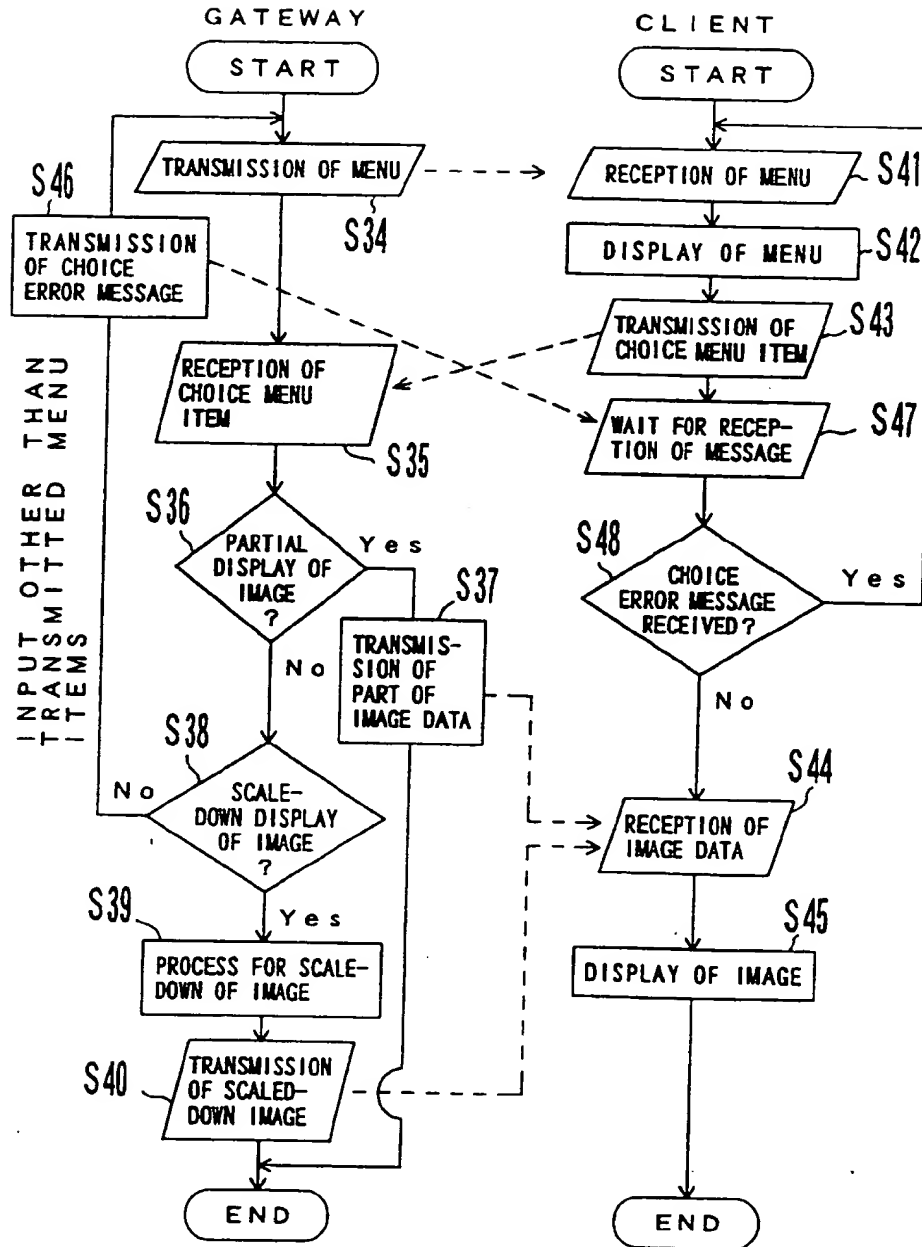 GATEWAY
START
TRANSMISSION OF MENU
S34
S46
TRANSMISSION
OF CHOICE
ERROR MESSAGE
INPUT OTHER THAN
TRANSMITTED MENU
ITEMS
RECEPTION OF
CHOICE MENU
ITEM
S35
S36
PARTIAL
DISPLAY OF
IMAGE
?
Yes
No
S37
TRANSMIS-
SION OF
PART OF
IMAGE DATA
S38
No
SCALE-
DOWN DISPLAY
OF IMAGE
?
Yes
S39
PROCESS FOR SCALE-
DOWN OF IMAGE
S40
TRANSMISSION
OF SCALED-
DOWN IMAGE
END
CLIENT
START
RECEPTION OF MENU
S41
DISPLAY OF MENU
S42
TRANSMISSION OF
CHOICE MENU ITEM
S43
WAIT FOR RECEP-
TION OF MESSAGE
S47
S48
CHOICE
ERROR MESSAGE
RECEIVED?
Yes
No
S44
RECEPTION OF
IMAGE DATA
S45
DISPLAY OF IMAGE
END